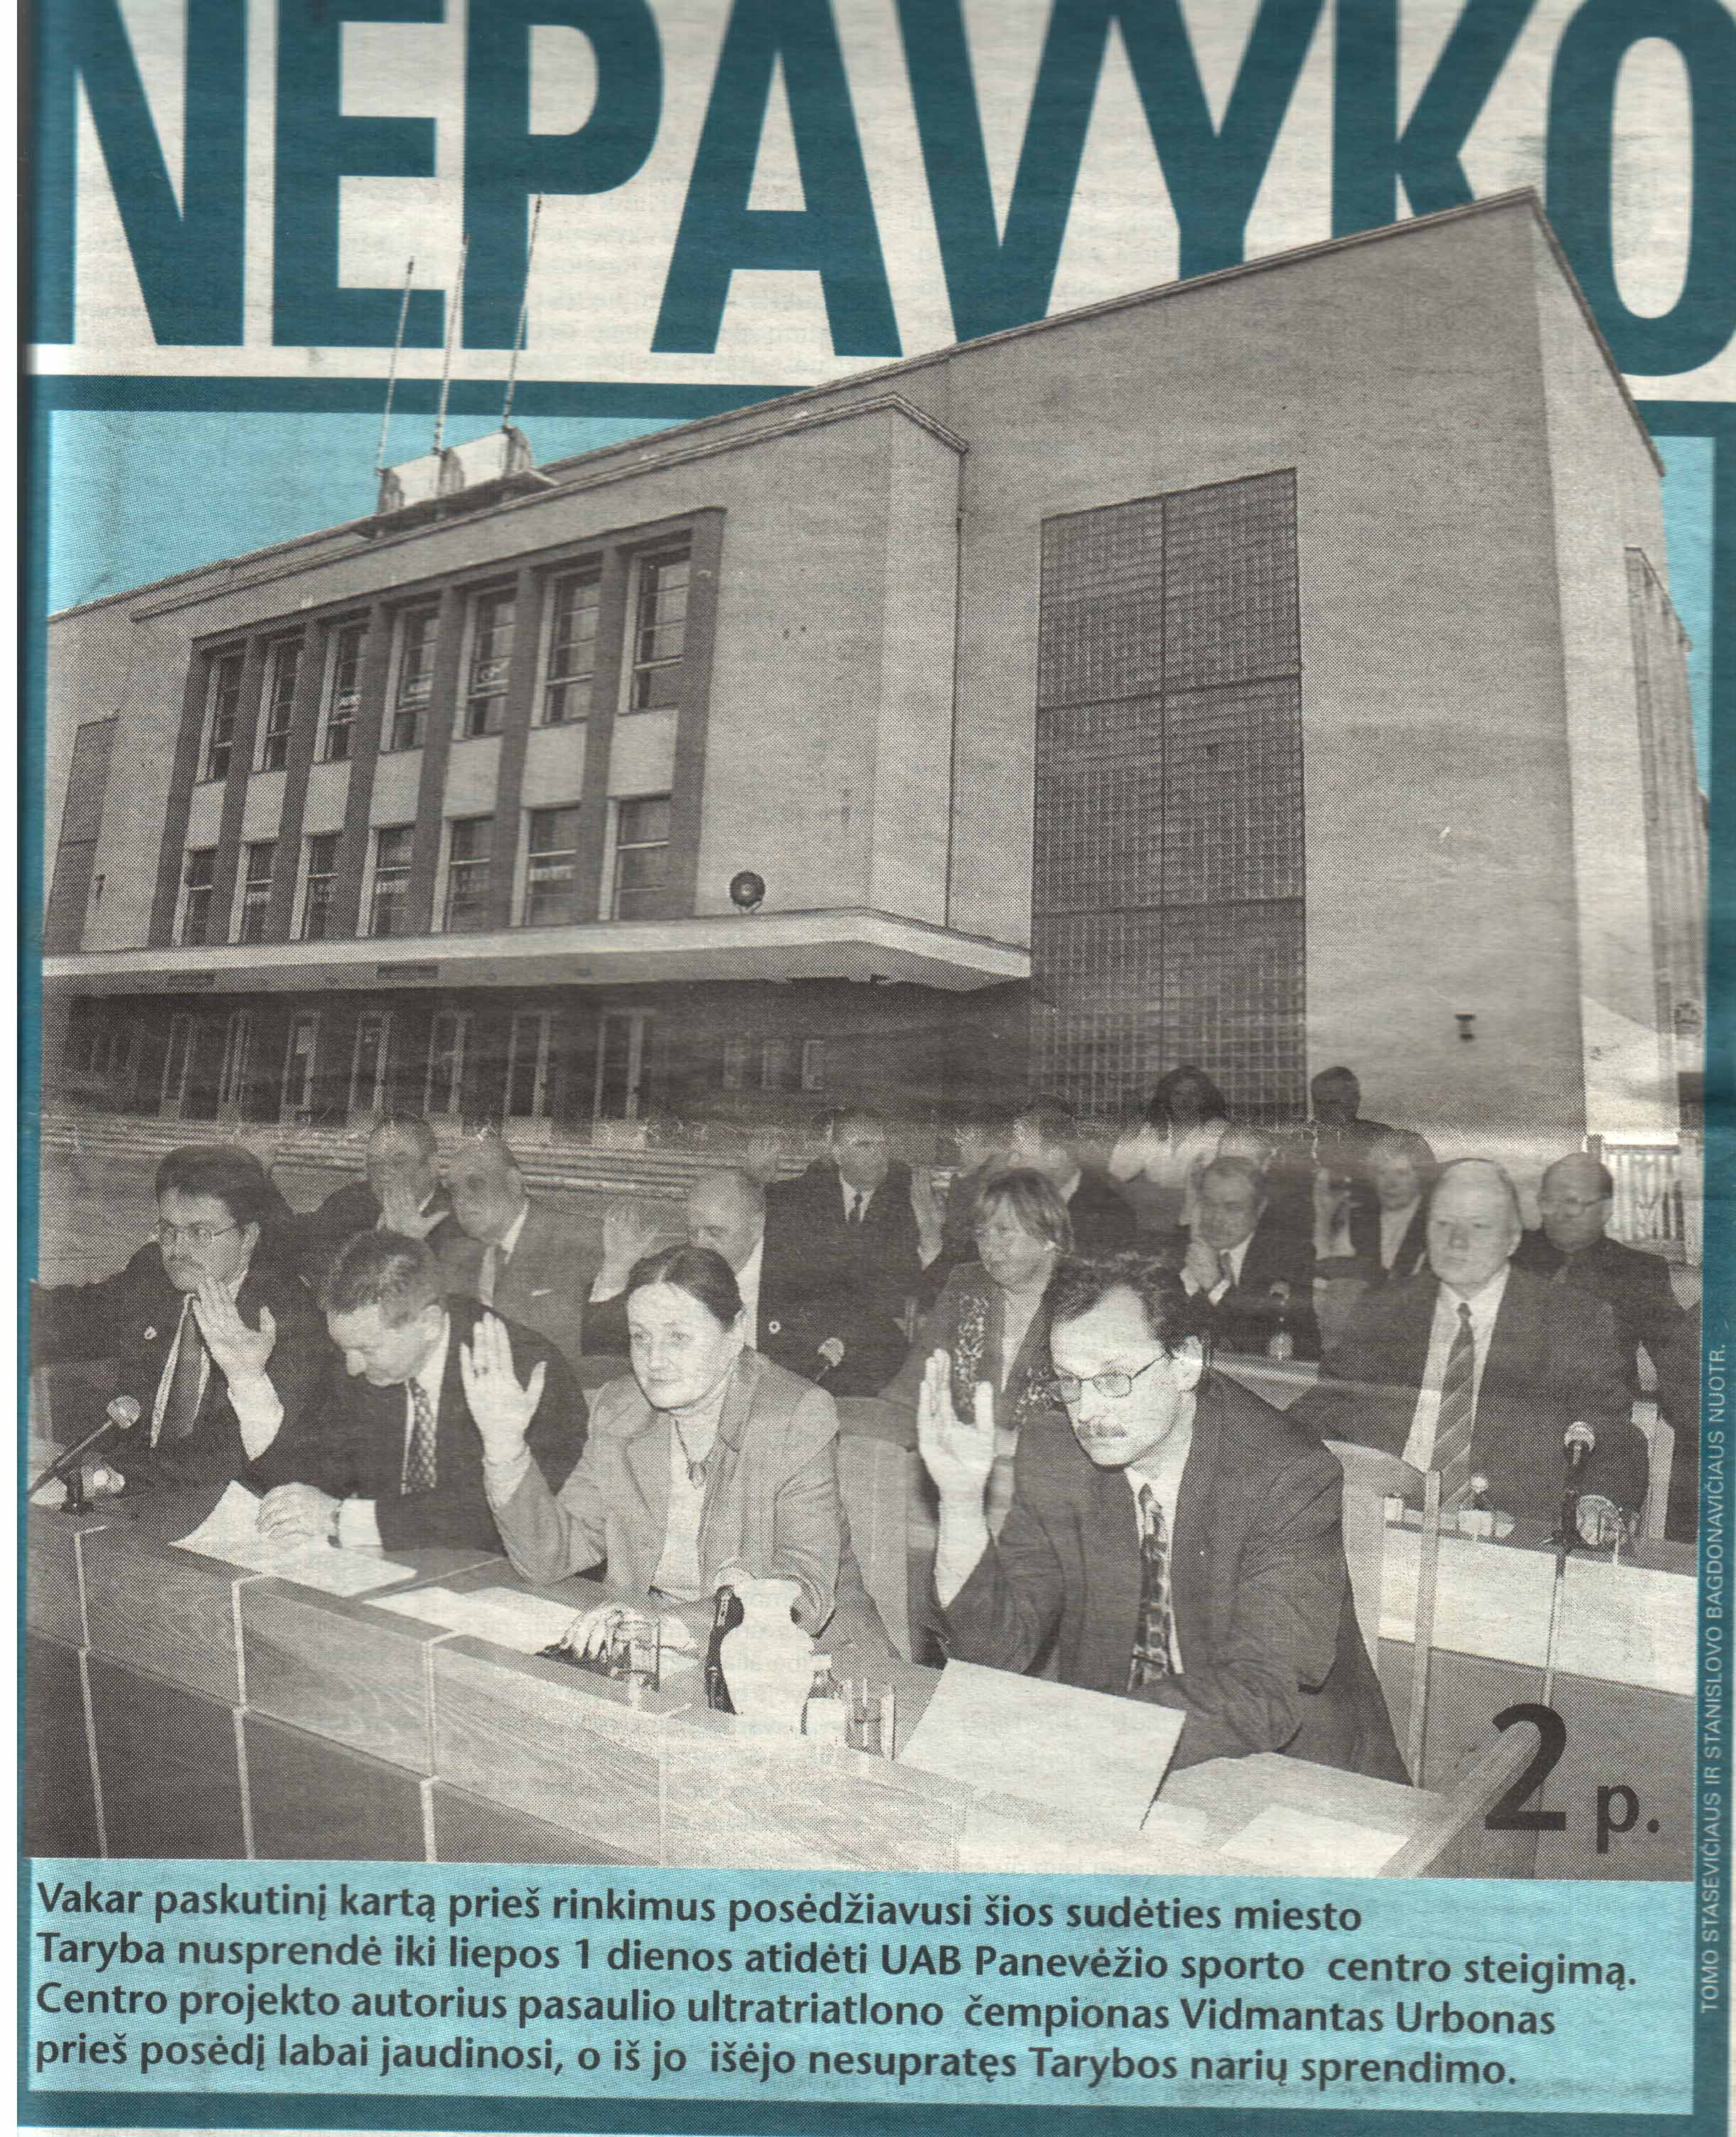 NEPAVYKO
2 p.
Vakar paskutinį kartą prieš rinkimus posėdžiavusi šios sudėties miesto
Taryba nusprendė iki liepos 1 dienos atidėti UAB Panevėžio sporto centro steigimą.
Centro projekto autorius pasaulio ultratriatlono čempionas Vidmantas Urbonas
prieš posėdį labai jaudinosi, o iš jo išėjo nesupratęs Tarybos narių sprendimo.
TOMO STASEVIČIAUS IR STANISLOVO BAGDONAVIČIAUS NUOTR.